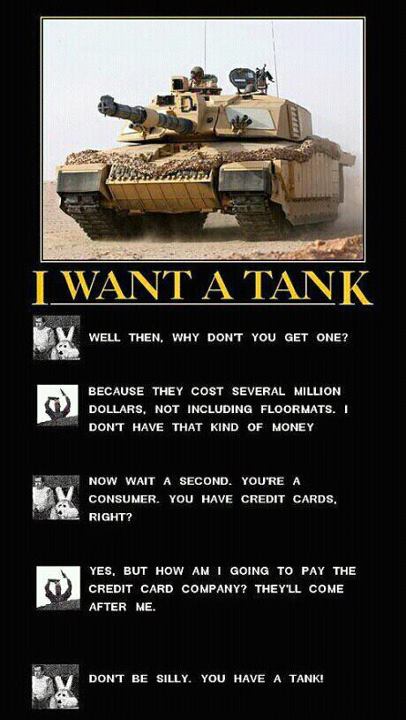 I WANT A TANK
WELL THEN, WHY DON'T YOU GET ONE?
BECAUSE THEY COST SEVERAL MILLION
DOLLARS, NOT INCLUDING FLOORMATS. I
DON'T HAVE THAT KIND OF MONEY
NOW WAIT A SECOND. YOU'RE A
CONSUMER. YOU HAVE CREDIT CARDS,
RIGHT?
YES, BUT HOW AM I GOING TO PAY THE
CREDIT CARD COMPANY? THEY'LL COME
AFTER ME.
DON'T BE SILLY. YOU HAVE A TANK!